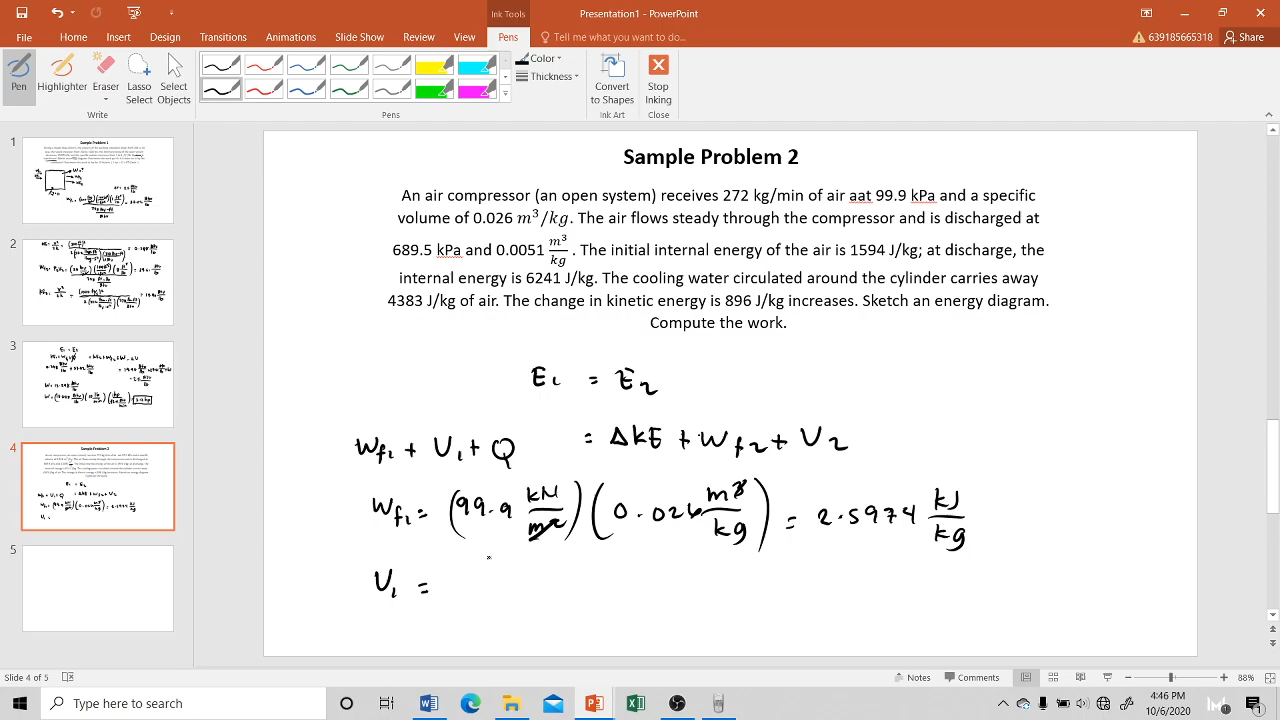 Ink Tools
Presentation1 - PowerPoint
File
Home
Insert
Design
Transitions
Animations
Slide Show
Review
View
Pens
Tell me what you want to do...
639185665318
Share
Pen
Highlighter
Eraser
Lasso Select
Select Objects
Color
Thickness
Convert to Shapes
Stop Inking
Write
Pens
Ink Art
Close
1
2
3
4
5
Sample Problem 2
An air compressor (an open system) receives 272 kg/min of air aat 99.9 kPa and a specific
volume of 0.026 m³/kg. The air flows steady through the compressor and is discharged at
689.5 kPa and 0.0051 m³/kg . The initial internal energy of the air is 1594 J/kg; at discharge, the
internal energy is 6241 J/kg. The cooling water circulated around the cylinder carries away
4383 J/kg of air. The change in kinetic energy is 896 J/kg increases. Sketch an energy diagram.
Compute the work.
E₁ = E₂
Wf₁ + U₁ + Q = ΔKE + Wf₂ + U₂
Wf₁ = (99.9 kN/m²)(0.026 m³/kg) = 2.5974 kJ/kg
U₁ =
Slide 4 of 5
Notes
Comments
88%
Type here to search
4:46 PM
10/6/2020